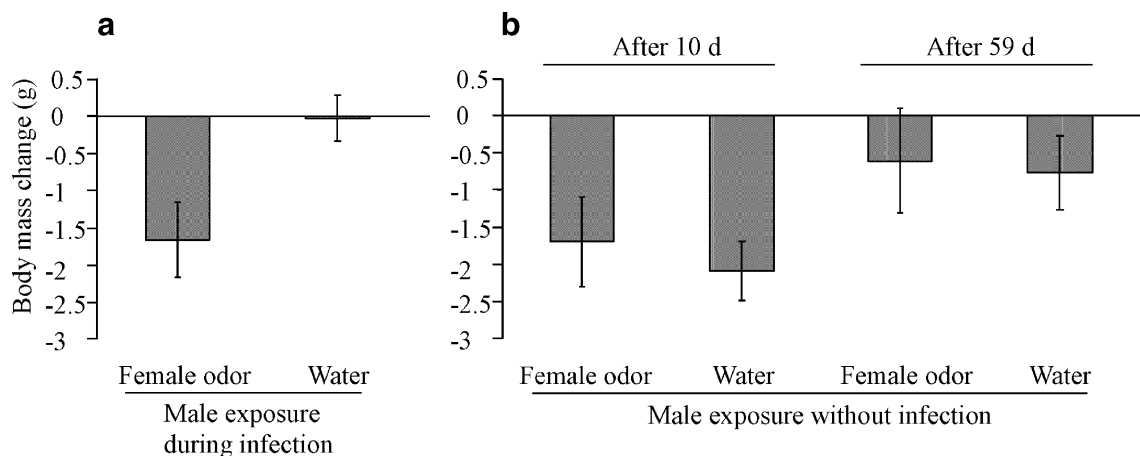 a
b
After 10 d
After 59 d
Body mass change (g)
0.5
0
-0.5
-1
-1.5
-2
-2.5
-3
0.5
0
-0.5
-1
-1.5
-2
-2.5
-3
Female odor
Water
Male exposure
during infection
Female odor
Water
Female odor
Water
Male exposure without infection